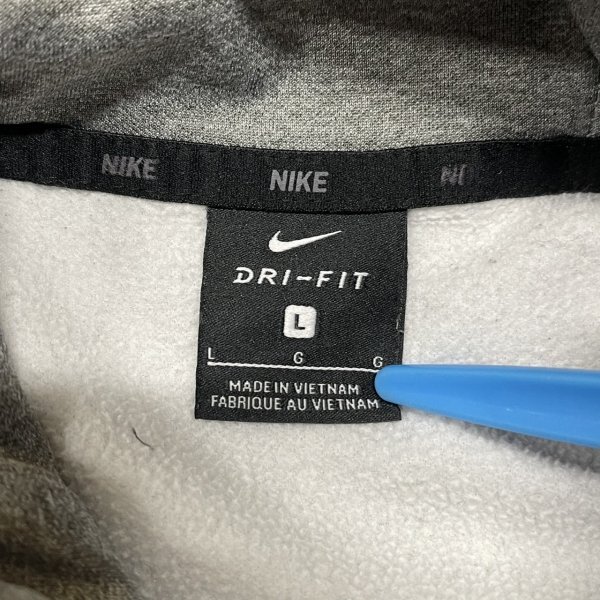 NIKE NIKE NI
DRI-FIT
L
L G G
MADE IN VIETNAM
FABRIQUE AU VIETNAM